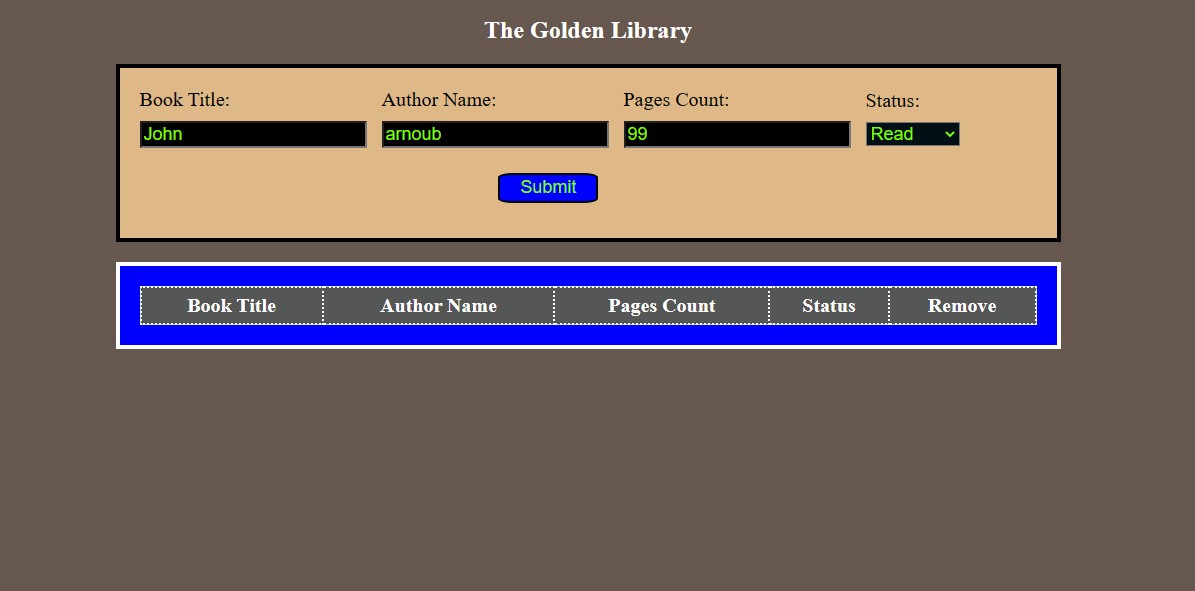 The Golden Library
Book Title: Author Name: Pages Count: Status:
John arnoub 99 Read
Submit
Book Title Author Name Pages Count Status Remove